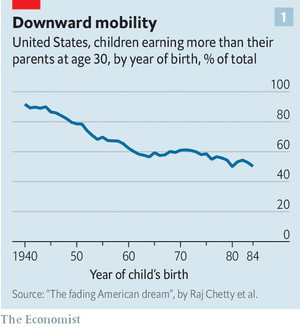 Downward mobility
1
United States, children earning more than their
parents at age 30, by year of birth, % of total
100
80
60
40
20
0
1940 50 60 70 80 84
Year of child's birth
Source: "The fading American dream", by Raj Chetty et al.
The Economist